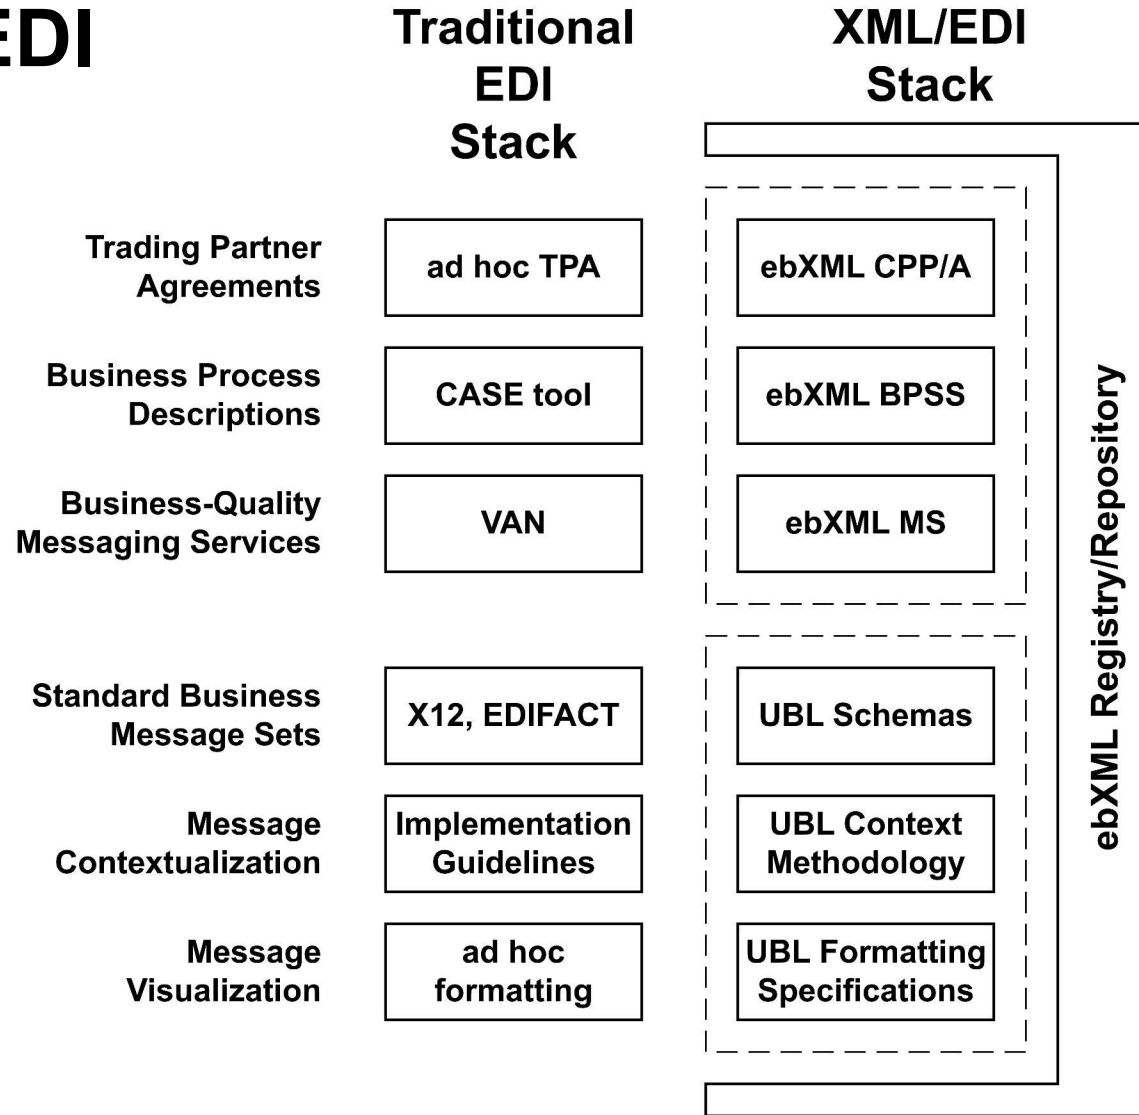 EDI
Traditional
EDI
Stack
XML/EDI
Stack
Trading Partner
Agreements
ad hoc TPA
ebXML CPP/A
Business Process
Descriptions
CASE tool
ebXML BPSS
Business-Quality
Messaging Services
VAN
ebXML MS
Standard Business
Message Sets
X12, EDIFACT
UBL Schemas
Message
Contextualization
Implementation
Guidelines
UBL Context
Methodology
Message
Visualization
ad hoc
formatting
UBL Formatting
Specifications
ebXML Registry/Repository